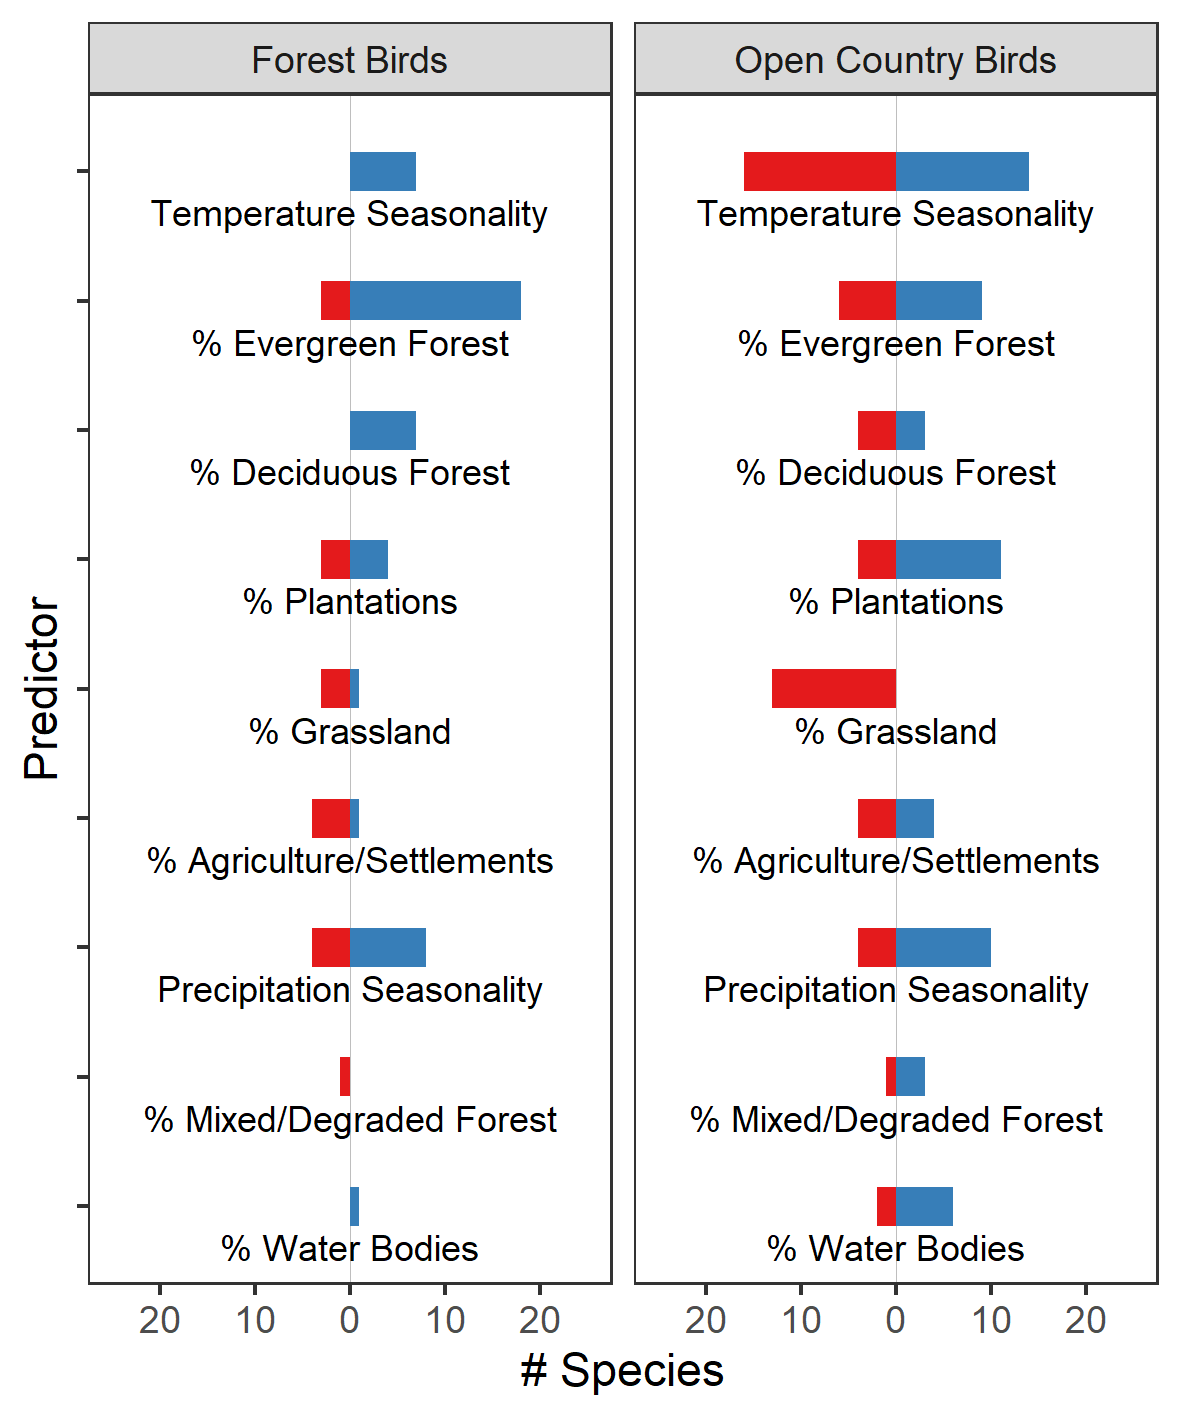 Forest Birds
Open Country Birds
Predictor
Temperature Seasonality
% Evergreen Forest
% Deciduous Forest
% Plantations
% Grassland
% Agriculture/Settlements
Precipitation Seasonality
% Mixed/Degraded Forest
% Water Bodies
20 10 0 10 20
Temperature Seasonality
% Evergreen Forest
% Deciduous Forest
% Plantations
% Grassland
% Agriculture/Settlements
Precipitation Seasonality
% Mixed/Degraded Forest
% Water Bodies
20 10 0 10 20
# Species